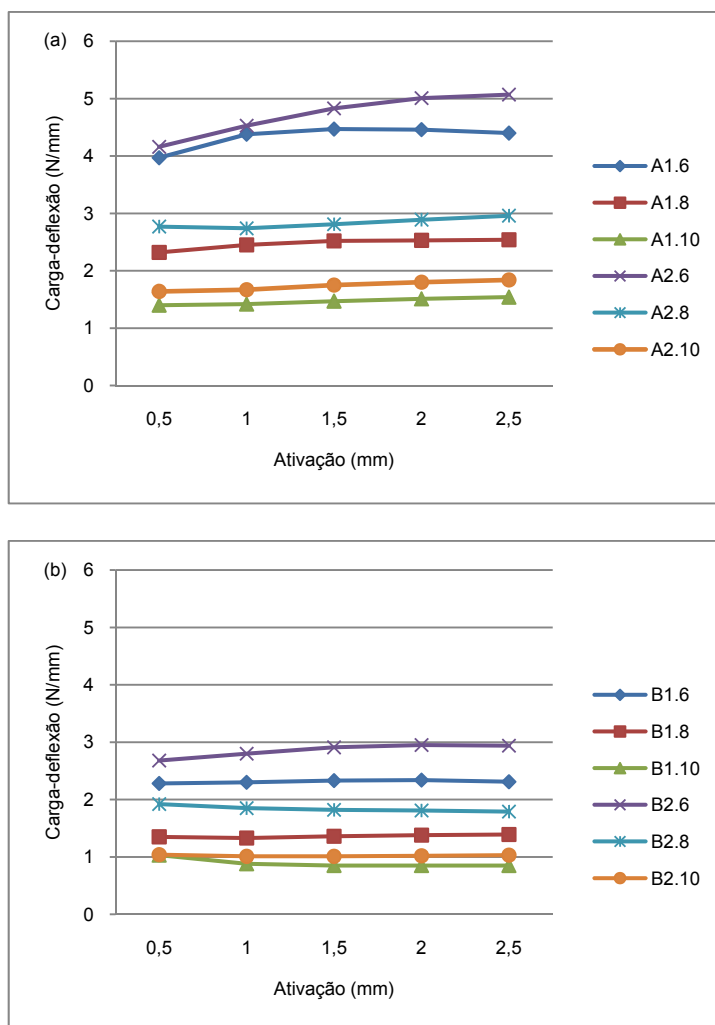 (a)
Carga-deflexão (N/mm)
6
5
4
3
2
1
0
0,5 1 1,5 2 2,5
Ativação (mm)
A1.6
A1.8
A1.10
A2.6
A2.8
A2.10
(b)
Carga-deflexão (N/mm)
6
5
4
3
2
1
0
0,5 1 1,5 2 2,5
Ativação (mm)
B1.6
B1.8
B1.10
B2.6
B2.8
B2.10